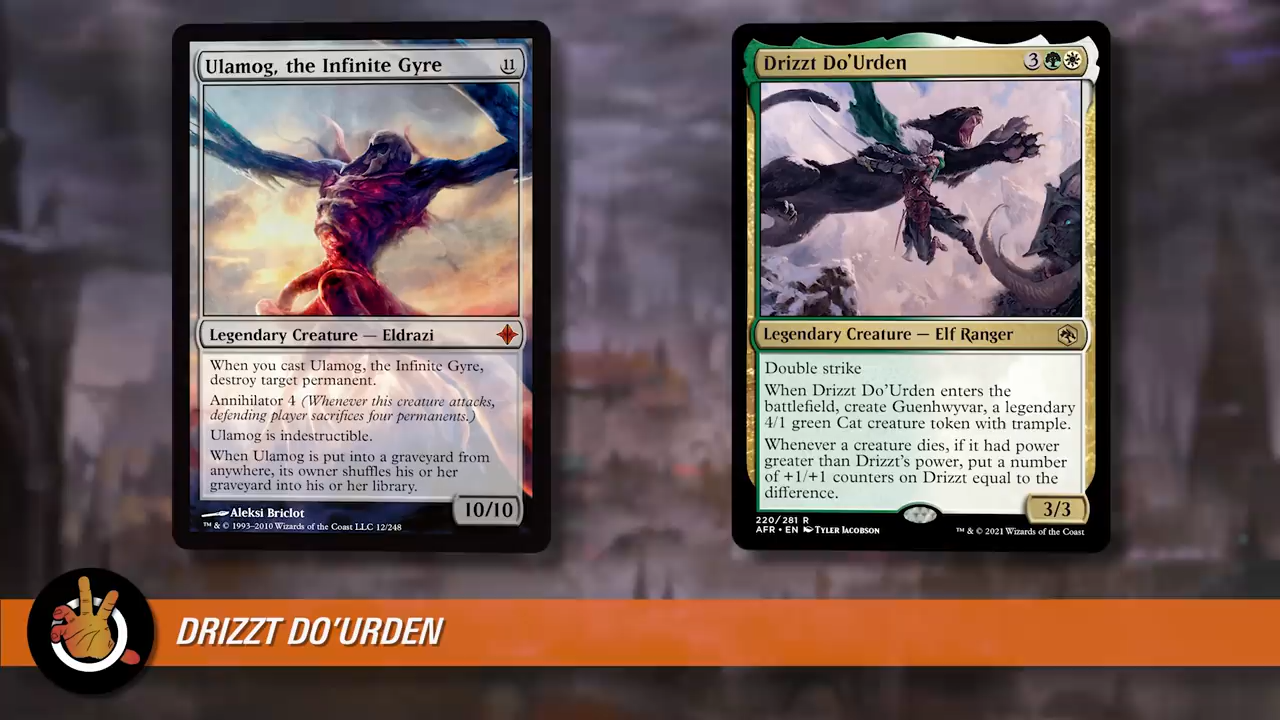 Ulamog, the Infinite Gyre 11
Legendary Creature — Eldrazi
When you cast Ulamog, the Infinite Gyre,
destroy target permanent.
Annihilator 4 (Whenever this creature attacks,
defending player sacrifices four permanents.)
Ulamog is indestructible.
When Ulamog is put into a graveyard from
anywhere, its owner shuffles his or her
graveyard into his or her library.
10/10
Aleksi Briclot
™ & © 1993–2010 Wizards of the Coast LLC 12/248
Drizzt Do'Urden 3
Legendary Creature — Elf Ranger
Double strike
When Drizzt Do'Urden enters the
battlefield, create Guenhwyvar, a legendary
4/1 green Cat creature token with trample.
Whenever a creature dies, if it had power
greater than Drizzt's power, put a number
of +1/+1 counters on Drizzt equal to the
difference.
3/3
220/281 R
AFR • EN Tyler Jacobson
™ & © 2021 Wizards of the Coast
DRIZZT DO'URDEN